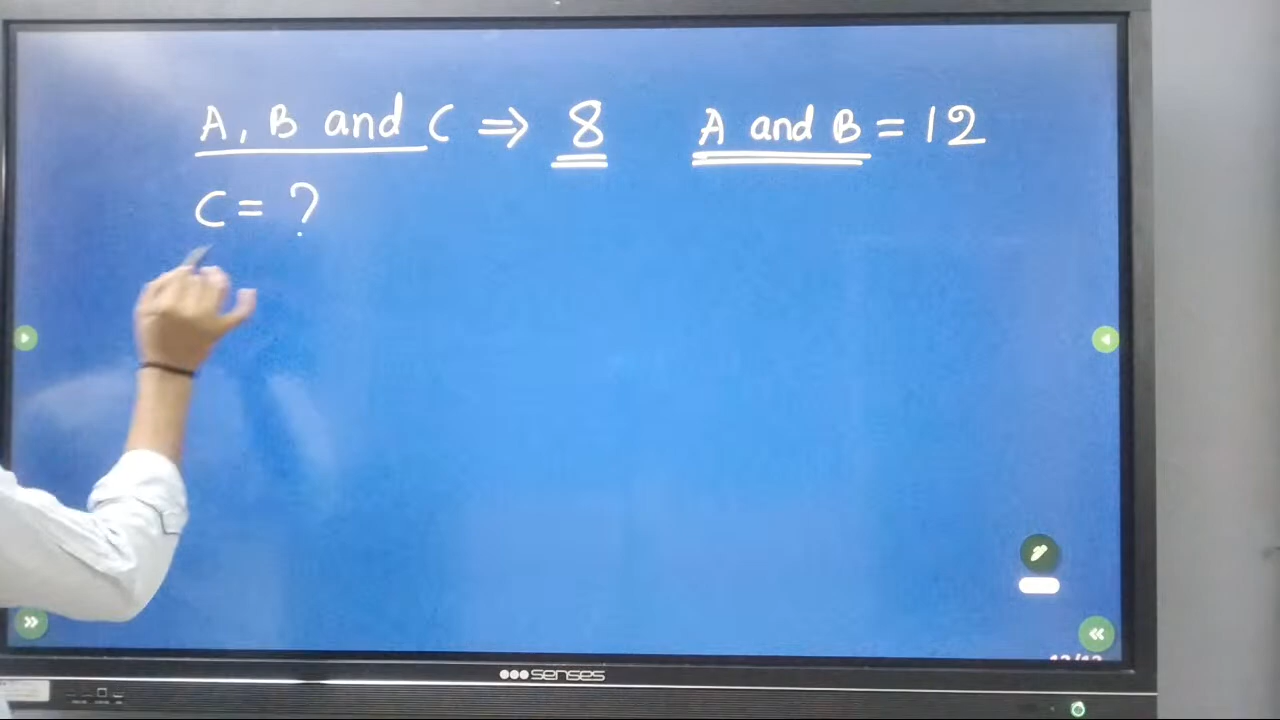 A, B and C ⇒ 8 A and B = 12
C = ?
senses